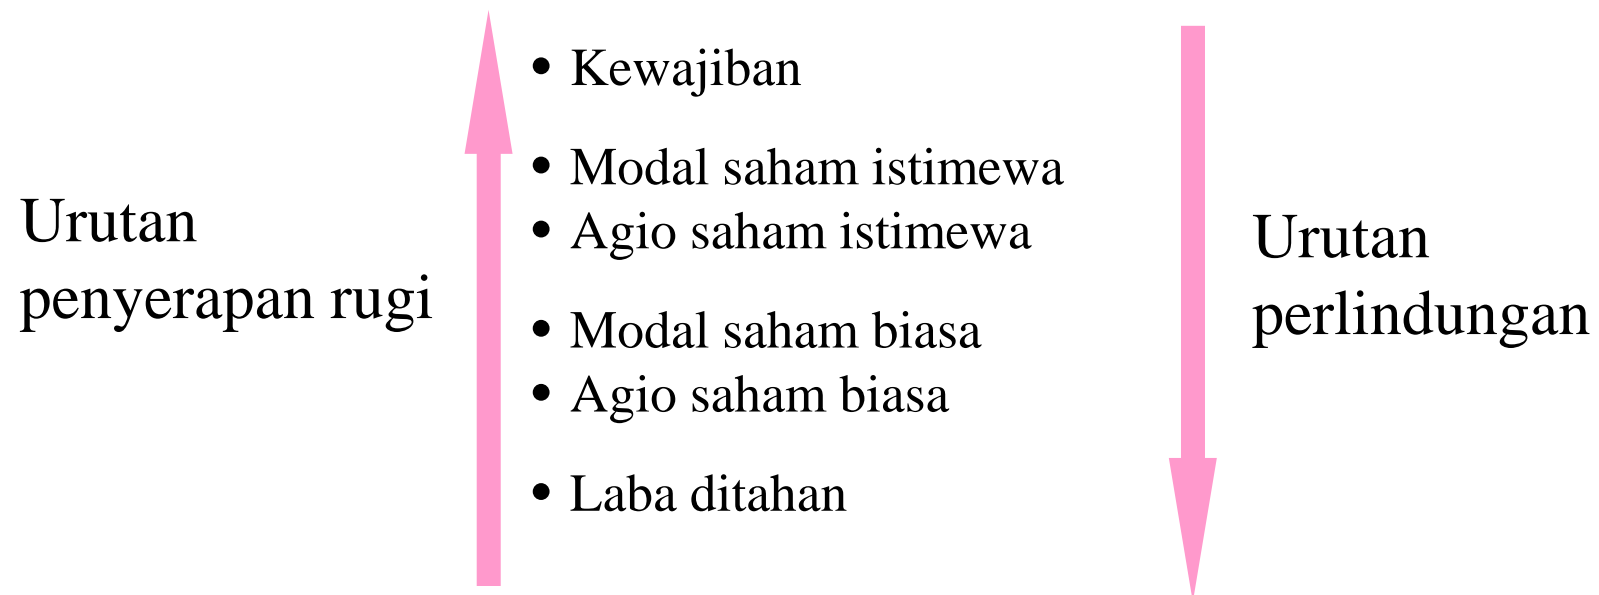 Urutan
penyerapan rugi
• Kewajiban
• Modal saham istimewa
• Agio saham istimewa
• Modal saham biasa
• Agio saham biasa
• Laba ditahan
Urutan
perlindungan